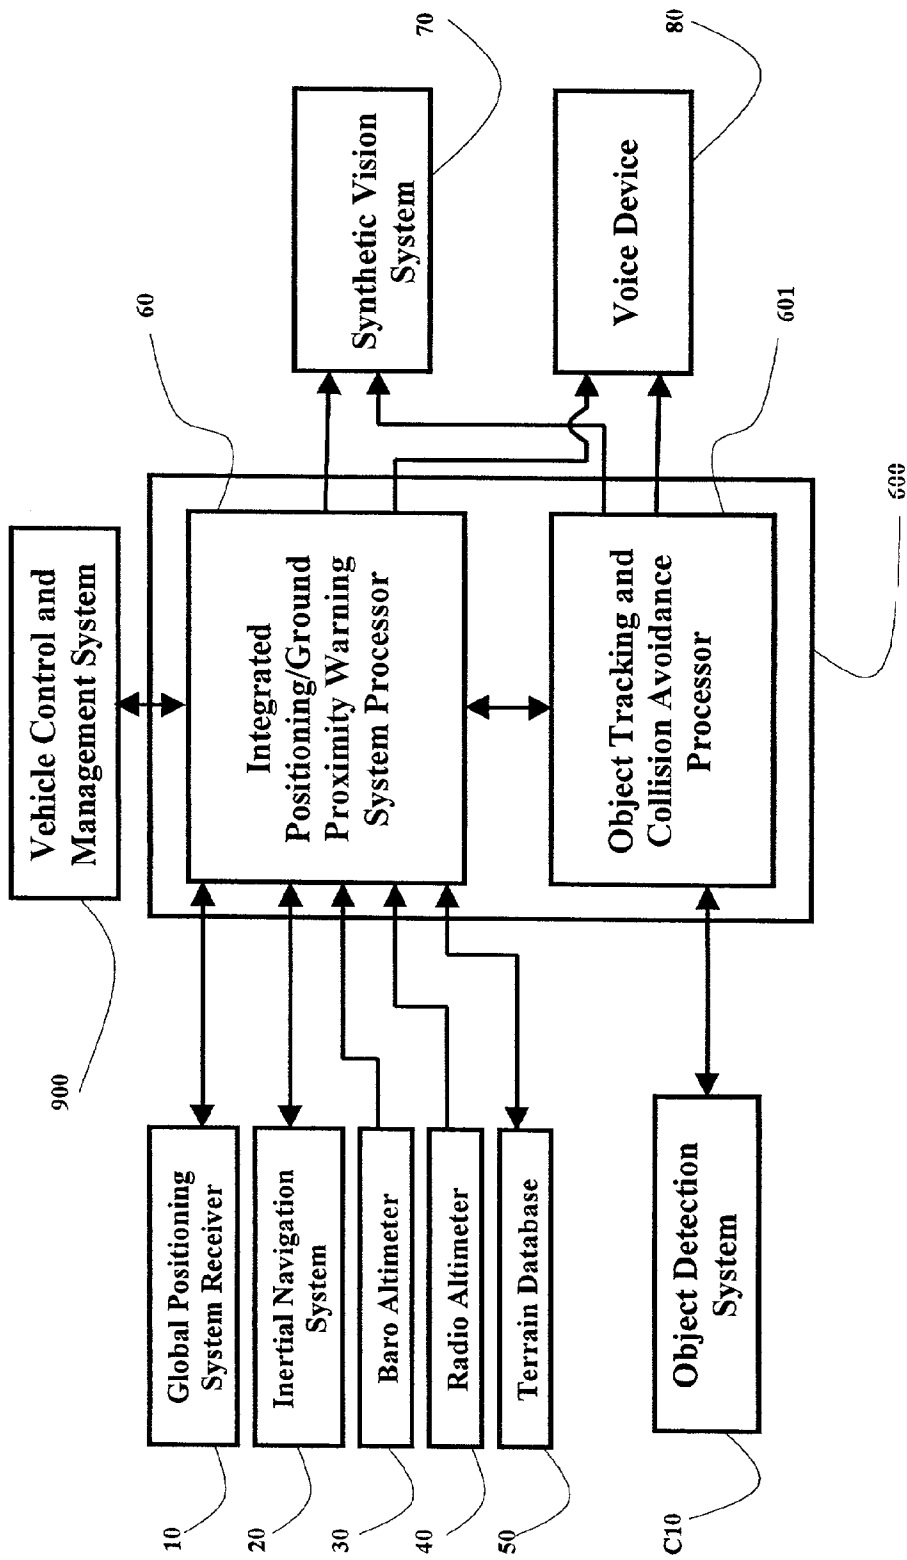 900
Vehicle Control and
Management System
10
Global Positioning
System Receiver
20
Inertial Navigation
System
30
Baro Altimeter
40
Radio Altimeter
50
Terrain Database
C10
Object Detection
System
60
Integrated
Positioning/Ground
Proximity Warning
System Processor
Object Tracking and
Collision Avoidance
Processor
601
600
Synthetic Vision
System
70
Voice Device
80